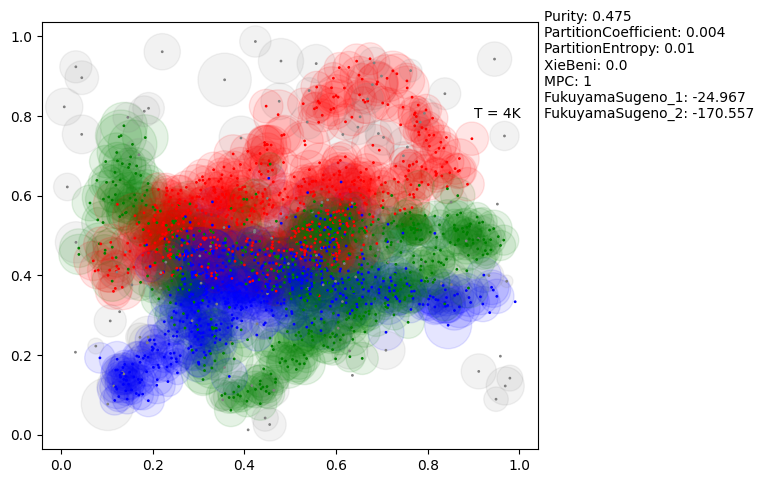 Purity: 0.475
PartitionCoefficient: 0.004
PartitionEntropy: 0.01
XieBeni: 0.0
MPC: 1
FukuyamaSugeno_1: -24.967
FukuyamaSugeno_2: -170.557
T = 4K
1.0
0.8
0.6
0.4
0.2
0.0
0.0 0.2 0.4 0.6 0.8 1.0